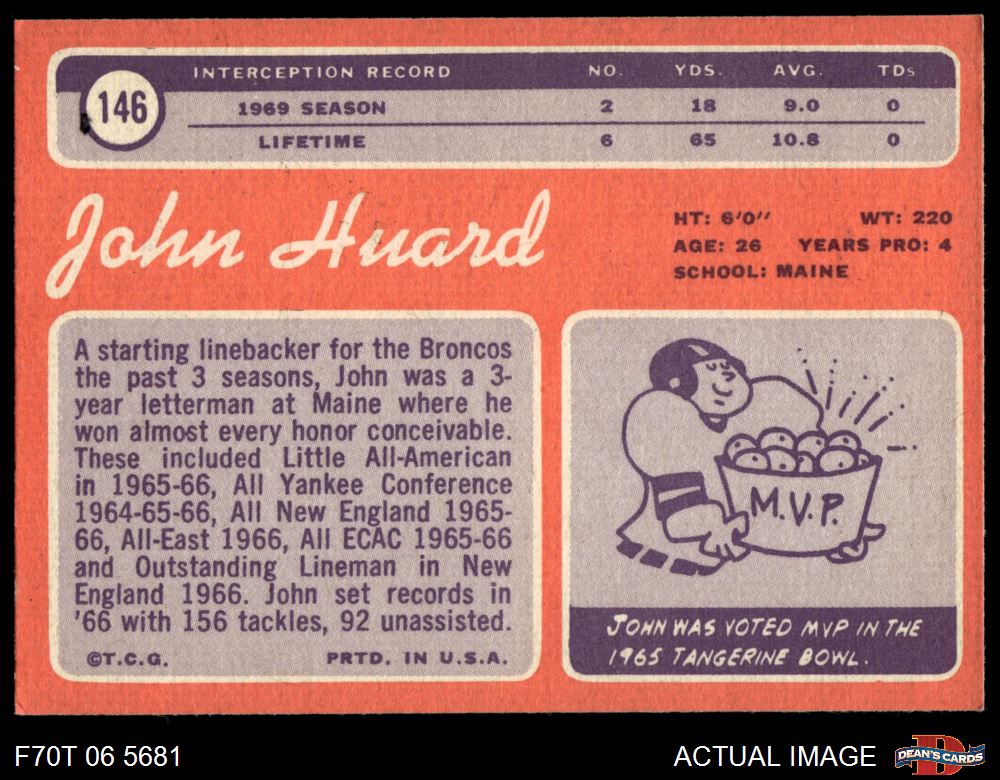 146
INTERCEPTION RECORD NO. YDS. AVG. TDs
1969 SEASON 2 18 9.0 0
LIFETIME 6 65 10.8 0
John Huard
HT: 6'0'' WT: 220
AGE: 26 YEARS PRO: 4
SCHOOL: MAINE
A starting linebacker for the Broncos
the past 3 seasons, John was a 3-
year letterman at Maine where he
won almost every honor conceivable.
These included Little All-American
in 1965-66, All Yankee Conference
1964-65-66, All New England 1965-
66, All-East 1966, All ECAC 1965-66
and Outstanding Lineman in New
England 1966. John set records in
'66 with 156 tackles, 92 unassisted.
©T.C.G. PRTD. IN U.S.A.
M.V.P.
JOHN WAS VOTED MVP IN THE
1965 TANGERINE BOWL.
F70T 06 5681
ACTUAL IMAGE
D
DEAN'S CARDS